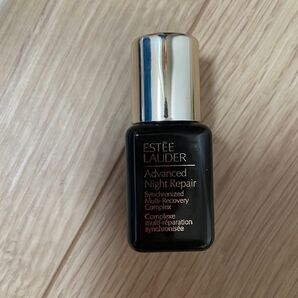 ESTĒE
LAUDER
Advanced
Night Repair
Synchronized
Multi-Recovery
Complex
Complexe
multi-réparation
synchronisée